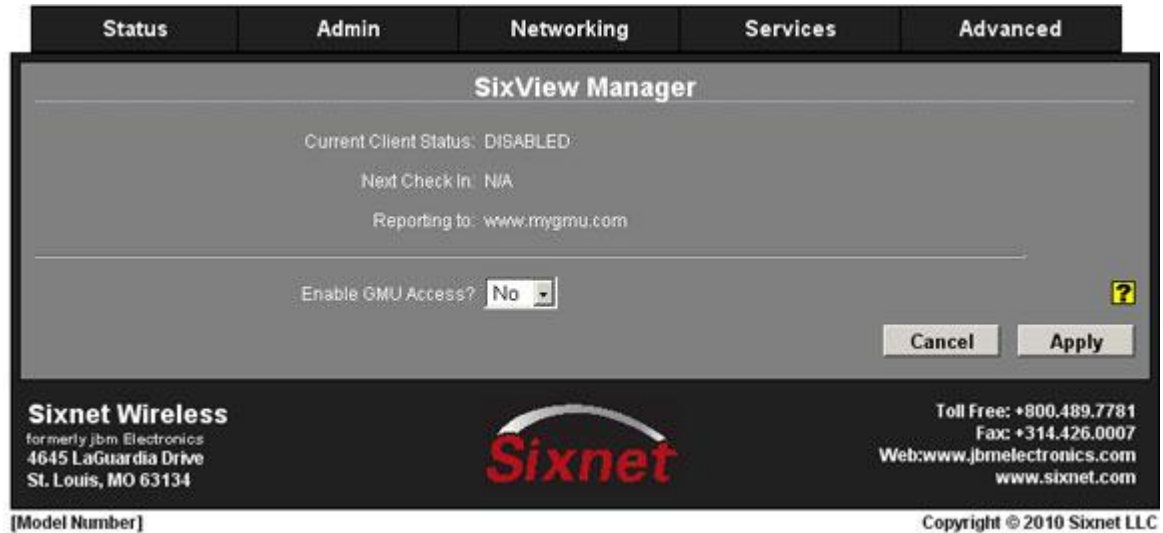 Status Admin Networking Services Advanced
SixView Manager
Current Client Status: DISABLED
Next Check In: N/A
Reporting to: www.mygmu.com
Enable GMU Access? No
?
Cancel Apply
Sixnet Wireless
formerly jbm Electronics
4645 LaGuardia Drive
St. Louis, MO 63134
Sixnet
Toll Free: +800.489.7781
Fax: +314.426.0007
Web:www.jbmelectronics.com
www.sixnet.com
[Model Number]
Copyright © 2010 Sixnet LLC